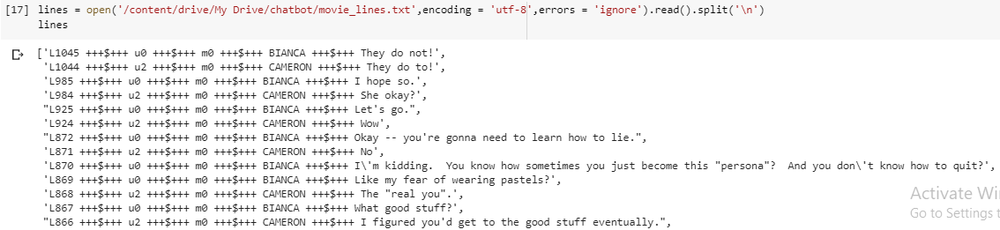 [17] lines = open('/content/drive/My Drive/chatbot/movie_lines.txt',encoding = 'utf-8',errors = 'ignore').read().split('\n')
lines
['L1045 +++$+++ u0 +++$+++ m0 +++$+++ BIANCA +++$+++ They do not!',
'L1044 +++$+++ u2 +++$+++ m0 +++$+++ CAMERON +++$+++ They do to!',
'L985 +++$+++ u0 +++$+++ m0 +++$+++ BIANCA +++$+++ I hope so.',
'L984 +++$+++ u2 +++$+++ m0 +++$+++ CAMERON +++$+++ She okay?',
"L925 +++$+++ u0 +++$+++ m0 +++$+++ BIANCA +++$+++ Let's go.",
'L924 +++$+++ u2 +++$+++ m0 +++$+++ CAMERON +++$+++ Wow',
"L872 +++$+++ u0 +++$+++ m0 +++$+++ BIANCA +++$+++ Okay -- you're gonna need to learn how to lie.",
'L871 +++$+++ u2 +++$+++ m0 +++$+++ CAMERON +++$+++ No',
'L870 +++$+++ u0 +++$+++ m0 +++$+++ BIANCA +++$+++ I\'m kidding.  You know how sometimes you just become this "persona"?  And you don\'t know how to quit?',
'L869 +++$+++ u0 +++$+++ m0 +++$+++ BIANCA +++$+++ Like my fear of wearing pastels?',
'L868 +++$+++ u2 +++$+++ m0 +++$+++ CAMERON +++$+++ The "real you".',
'L867 +++$+++ u0 +++$+++ m0 +++$+++ BIANCA +++$+++ What good stuff?',
"L866 +++$+++ u2 +++$+++ m0 +++$+++ CAMERON +++$+++ I figured you'd get to the good stuff eventually.",
Activate Wi
Go to Settings t